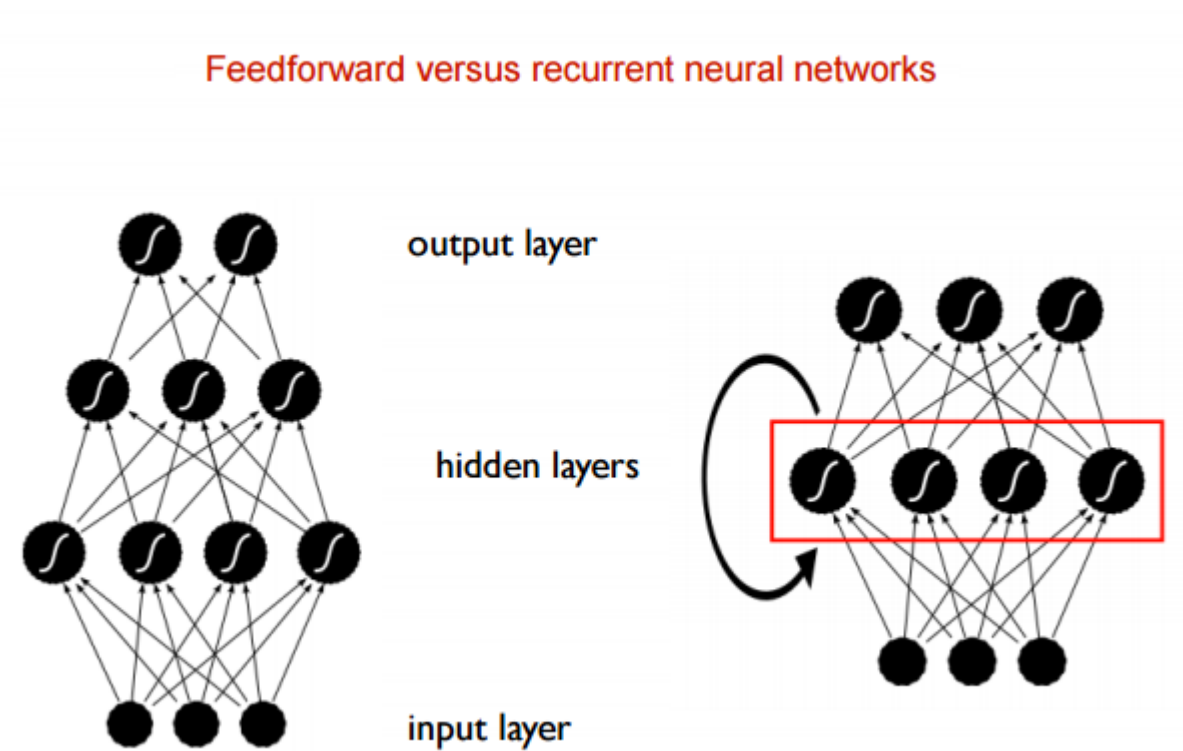 Feedforward versus recurrent neural networks
output layer
hidden layers
input layer